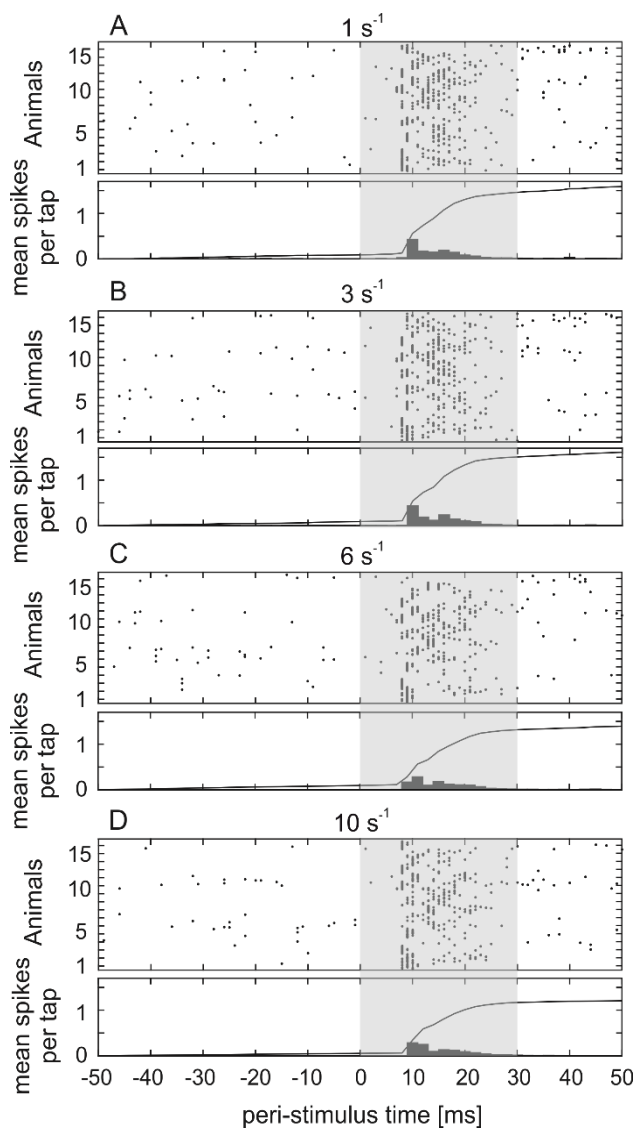 A 1 s⁻¹
Animals
15
10
5
1
mean spikes
per tap
1
0
B 3 s⁻¹
Animals
15
10
5
1
mean spikes
per tap
1
0
C 6 s⁻¹
Animals
15
10
5
1
mean spikes
per tap
1
0
D 10 s⁻¹
Animals
15
10
5
1
mean spikes
per tap
1
0
-50 -40 -30 -20 -10 0 10 20 30 40 50
peri-stimulus time [ms]